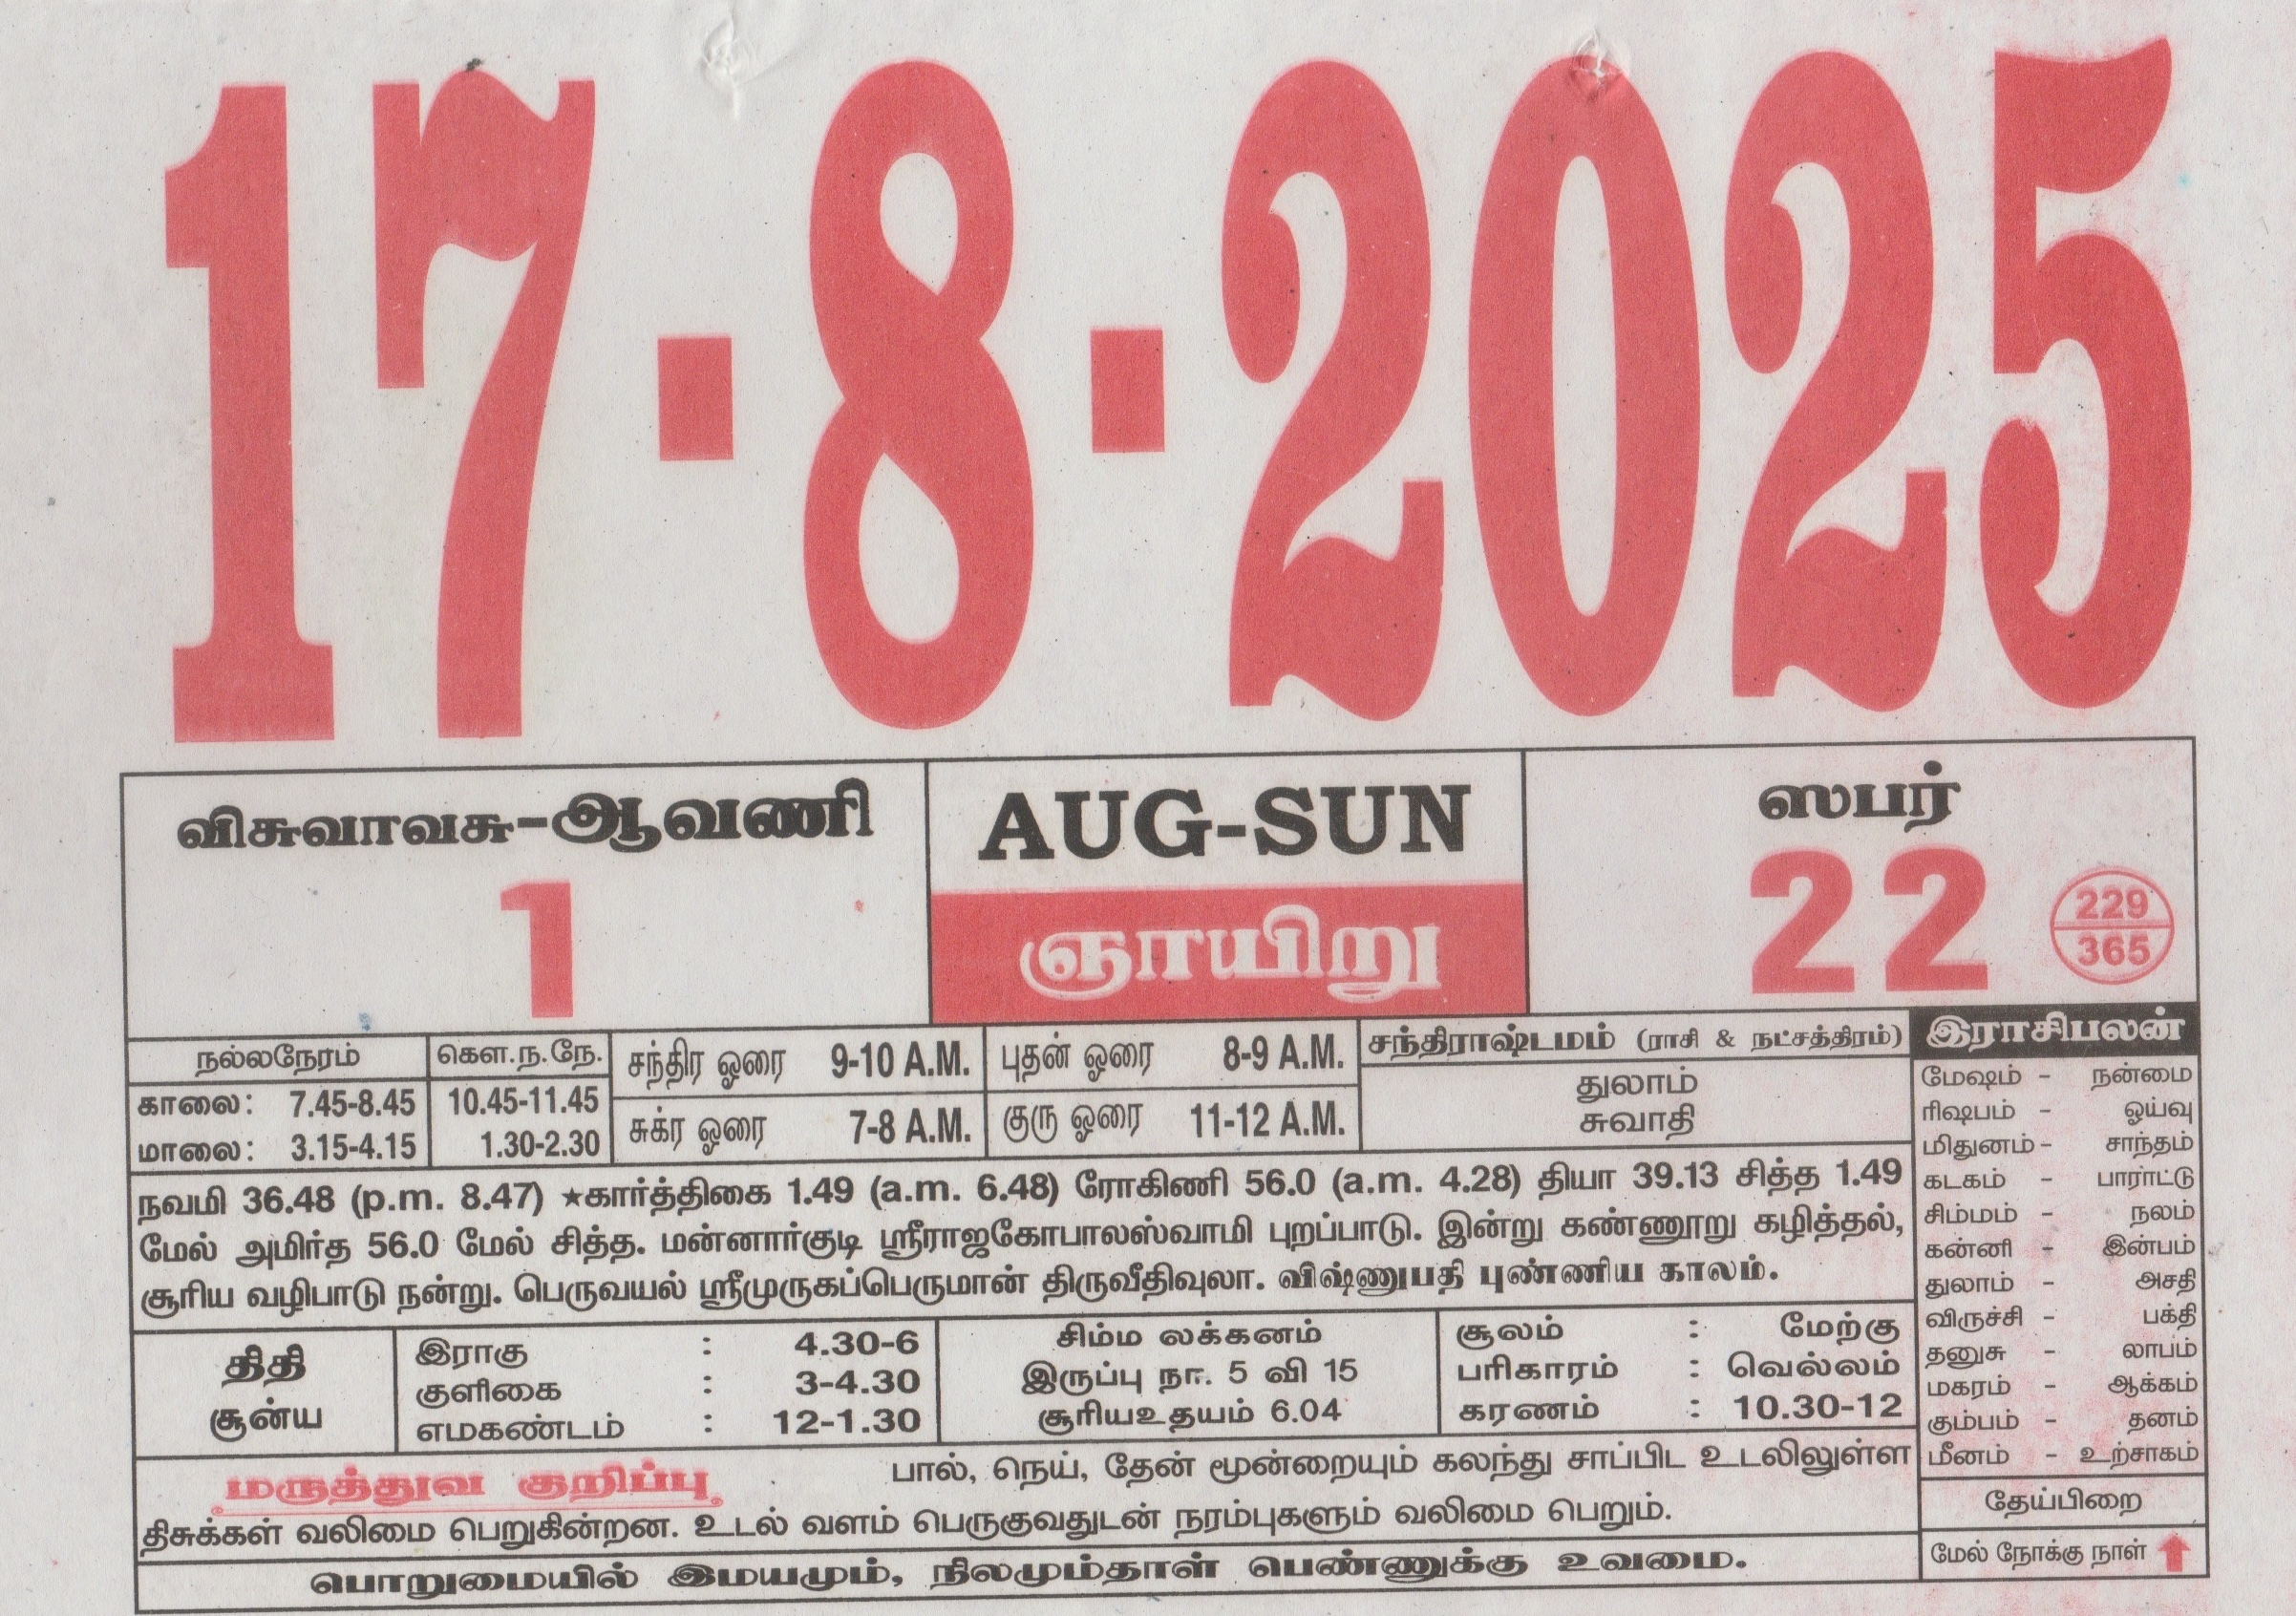 17·8·2025
விசுவாவசு-ஆவணி
1
AUG-SUN
ஞாயிறு
ஸபர்
22
229
365
நல்லநேரம்
காலை: 7.45-8.45
மாலை: 3.15-4.15
கௌ.ந.நே.
10.45-11.45
1.30-2.30
சந்திர ஓரை 9-10 A.M.
சுக்ர ஓரை 7-8 A.M.
புதன் ஓரை 8-9 A.M.
குரு ஓரை 11-12 A.M.
சந்திராஷ்டமம் (ராசி & நட்சத்திரம்)
துலாம்
சுவாதி
நவமி 36.48 (p.m. 8.47) ★கார்த்திகை 1.49 (a.m. 6.48) ரோகிணி 56.0 (a.m. 4.28) தியா 39.13 சித்த 1.49
மேல் அமிர்த 56.0 மேல் சித்த. மன்னார்குடி ஸ்ரீராஜகோபாலஸ்வாமி புறப்பாடு. இன்று கண்ணூறு கழித்தல்,
சூரிய வழிபாடு நன்று. பெருவயல் ஸ்ரீமுருகப்பெருமான் திருவீதிவுலா. விஷ்ணுபதி புண்ணிய காலம்.
திதி
சூன்ய
இராகு : 4.30-6
குளிகை : 3-4.30
எமகண்டம் : 12-1.30
சிம்ம லக்கனம்
இருப்பு நா. 5 வி 15
சூரியஉதயம் 6.04
சூலம் : மேற்கு
பரிகாரம் : வெல்லம்
கரணம் : 10.30-12
மருத்துவ குறிப்பு பால், நெய், தேன் மூன்றையும் கலந்து சாப்பிட உடலிலுள்ள
திசுக்கள் வலிமை பெறுகின்றன. உடல் வளம் பெருகுவதுடன் நரம்புகளும் வலிமை பெறும்.
பொறுமையில் இமயமும், நிலமும்தாள் பெண்ணுக்கு உவமை.
இராசிபலன்
மேஷம் - நன்மை
ரிஷபம் - ஓய்வு
மிதுனம் - சாந்தம்
கடகம் - பாராட்டு
சிம்மம் - நலம்
கன்னி - இன்பம்
துலாம் - அசதி
விருச்சி - பக்தி
தனுசு - லாபம்
மகரம் - ஆக்கம்
கும்பம் - தனம்
மீனம் - உற்சாகம்
தேய்பிறை
மேல் நோக்கு நாள்